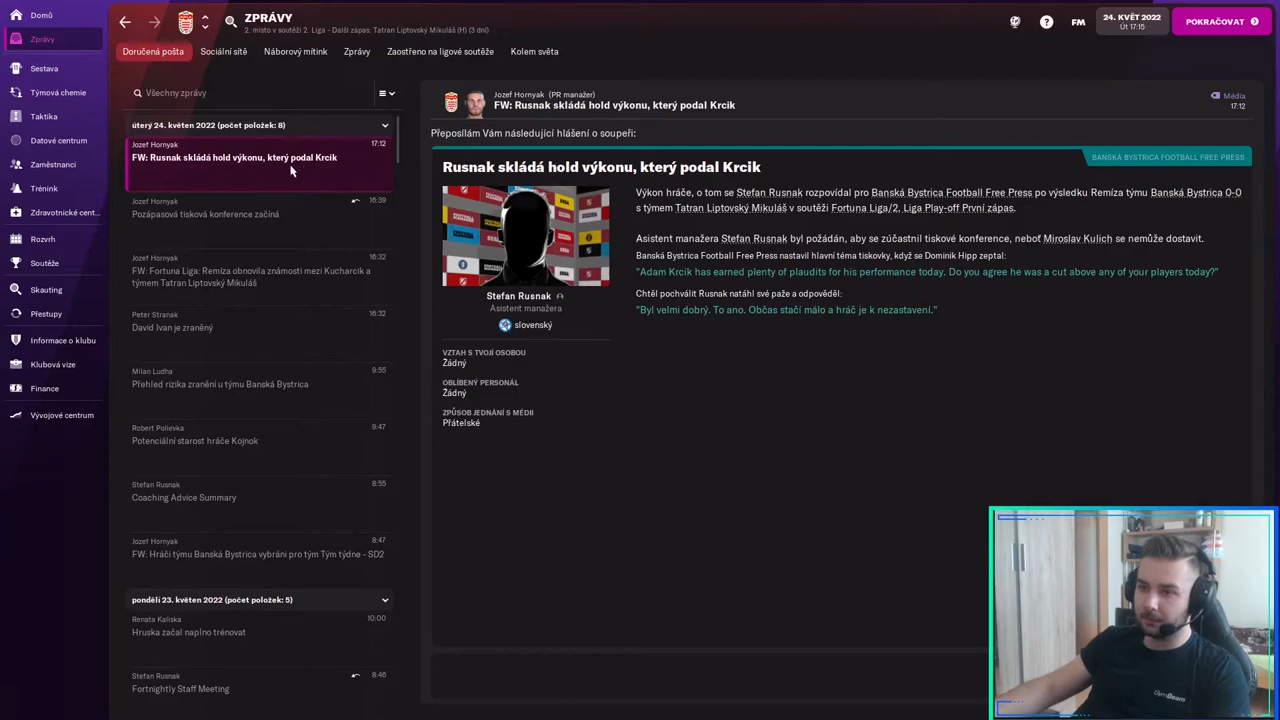 Domů
Zprávy
Sestava
Týmová chemie
Taktika
Datové centrum
Zaměstnanci
Trénink
Zdravotnické cent...
Rozvrh
Soutěže
Skauting
Přestupy
Informace o klubu
Klubová vize
Finance
Vývojové centrum
ZPRÁVY
2. místo v soutěži 2. Liga - Další zápas: Tatran Liptovský Mikuláš (H) (3 dní)
FM
24. KVĚT 2022
Út 17:15
POKRAČOVAT
Doručená pošta
Sociální sítě
Náborový mítink
Zprávy
Zaostřeno na ligové soutěže
Kolem světa
Všechny zprávy
úterý 24. květen 2022 (počet položek: 8)
Jozef Hornyak 17:12
FW: Rusnak skládá hold výkonu, který podal Krcik
Jozef Hornyak 16:39
Pozápasová tisková konference začíná
Jozef Hornyak 16:32
FW: Fortuna Liga: Remíza obnovila známosti mezi Kucharcik a
týmem Tatran Liptovský Mikuláš
Peter Stranak 16:32
David Ivan je zraněný
Milan Ludha 9:55
Přehled rizika zranění u týmu Banská Bystrica
Robert Polievka 9:47
Potenciální starost hráče Kojnok
Stefan Rusnak 8:55
Coaching Advice Summary
Jozef Hornyak 8:47
FW: Hráči týmu Banská Bystrica vybráni pro tým Tým týdne - SD2
pondělí 23. květen 2022 (počet položek: 5)
Renata Kaliska 10:00
Hruska začal naplno trénovat
Stefan Rusnak 8:46
Fortnightly Staff Meeting
Jozef Hornyak (PR manažer)
FW: Rusnak skládá hold výkonu, který podal Krcik
Média
17:12
Přeposílám Vám následující hlášení o soupeři:
BANSKÁ BYSTRICA FOOTBALL FREE PRESS
Rusnak skládá hold výkonu, který podal Krcik
Stefan Rusnak
Asistent manažera
slovenský
VZTAH S TVOJÍ OSOBOU
Žádný
OBLÍBENÝ PERSONÁL
Žádný
ZPŮSOB JEDNÁNÍ S MÉDII
Přátelské
Výkon hráče, o tom se Stefan Rusnak rozpovídal pro Banská Bystrica Football Free Press po výsledku Remíza týmu Banská Bystrica 0-0
s týmem Tatran Liptovský Mikuláš v soutěži Fortuna Liga/2. Liga Play-off První zápas.
Asistent manažera Stefan Rusnak byl požádán, aby se zúčastnil tiskové konference, neboť Miroslav Kulich se nemůže dostavit.
Banská Bystrica Football Free Press nastavil hlavní téma tiskovky, když se Dominik Hipp zeptal:
"Adam Krcik has earned plenty of plaudits for his performance today. Do you agree he was a cut above any of your players today?"
Chtěl pochválit Rusnak natáhl své paže a odpověděl:
"Byl velmi dobrý. To ano. Občas stačí málo a hráč je k nezastavení."
GymBeam